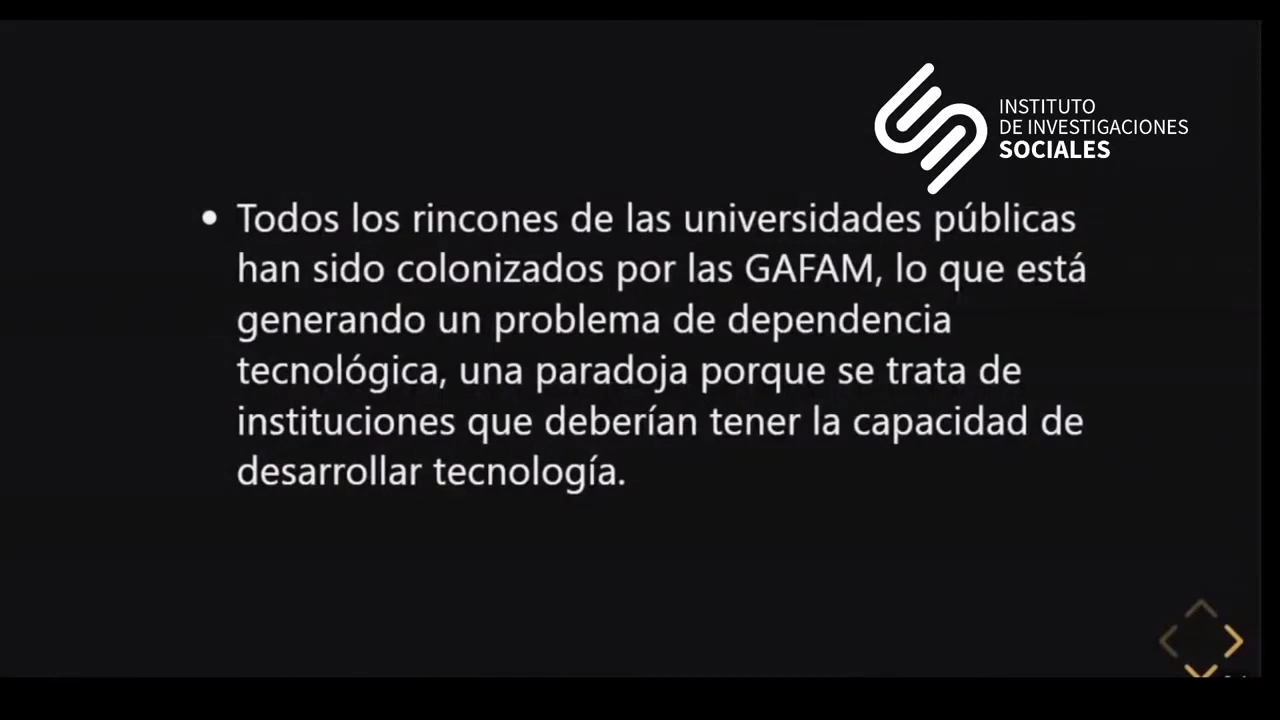 INSTITUTO
DE INVESTIGACIONES
SOCIALES
• Todos los rincones de las universidades públicas
han sido colonizados por las GAFAM, lo que está
generando un problema de dependencia
tecnológica, una paradoja porque se trata de
instituciones que deberían tener la capacidad de
desarrollar tecnología.